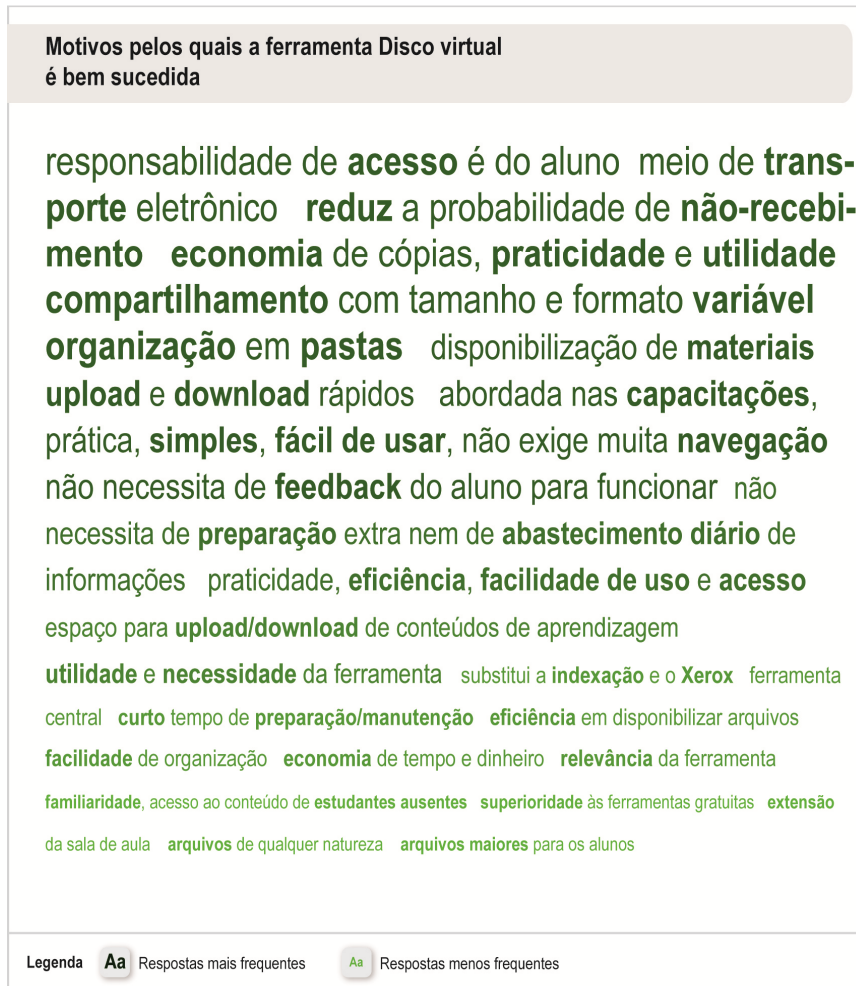 Motivos pelos quais a ferramenta Disco virtual
é bem sucedida
responsabilidade de acesso é do aluno meio de trans-
porte eletrônico reduz a probabilidade de não-recebi-
mento economia de cópias, praticidade e utilidade
compartilhamento com tamanho e formato variável
organização em pastas disponibilização de materiais
upload e download rápidos abordada nas capacitações,
prática, simples, fácil de usar, não exige muita navegação
não necessita de feedback do aluno para funcionar não
necessita de preparação extra nem de abastecimento diário de
informações praticidade, eficiência, facilidade de uso e acesso
espaço para upload/download de conteúdos de aprendizagem
utilidade e necessidade da ferramenta substitui a indexação e o Xerox ferramenta
central curto tempo de preparação/manutenção eficiência em disponibilizar arquivos
facilidade de organização economia de tempo e dinheiro relevância da ferramenta
familiaridade, acesso ao conteúdo de estudantes ausentes superioridade às ferramentas gratuitas extensão
da sala de aula arquivos de qualquer natureza arquivos maiores para os alunos
Legenda Aa Respostas mais frequentes Aa Respostas menos frequentes